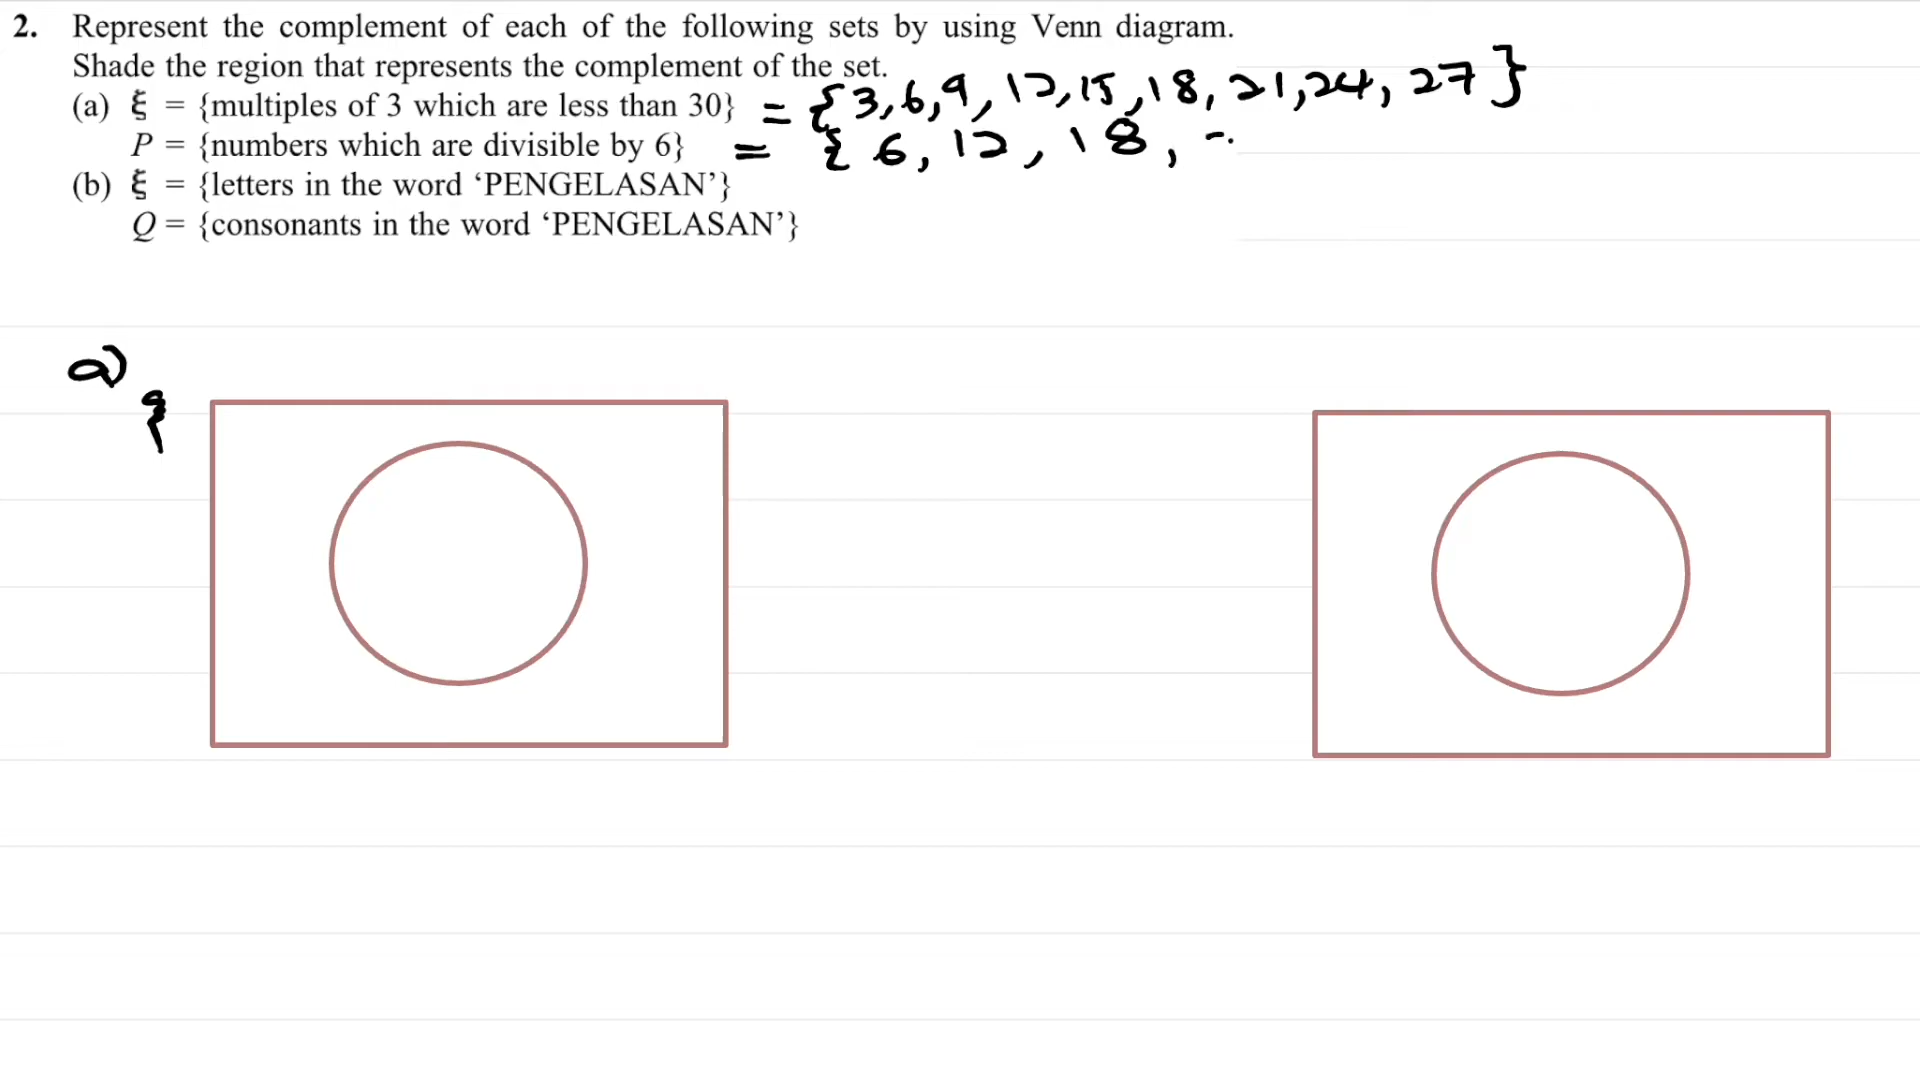 2. Represent the complement of each of the following sets by using Venn diagram.
Shade the region that represents the complement of the set.
(a) ξ = {multiples of 3 which are less than 30} = {3,6,9,12,15,18,21,24,27}
P = {numbers which are divisible by 6} = { 6, 12, 18,
(b) ξ = {letters in the word ‘PENGELASAN’}
Q = {consonants in the word ‘PENGELASAN’}
a)
ξ